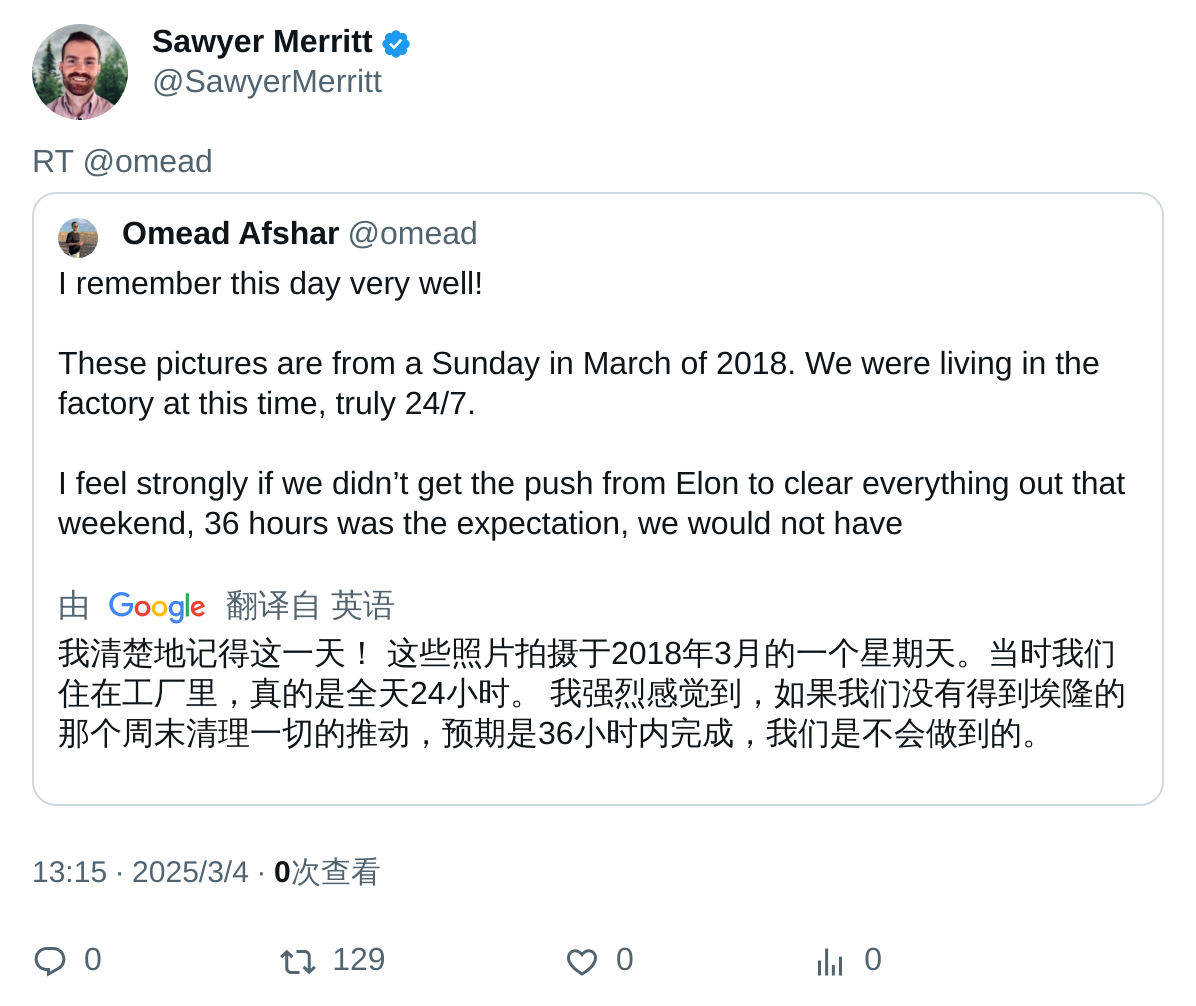 Sawyer Merritt
@SawyerMerritt
RT @omead
Omead Afshar @omead
I remember this day very well!
These pictures are from a Sunday in March of 2018. We were living in the
factory at this time, truly 24/7.
I feel strongly if we didn’t get the push from Elon to clear everything out that
weekend, 36 hours was the expectation, we would not have
由 Google 翻译自 英语
我清楚地记得这一天！ 这些照片拍摄于2018年3月的一个星期天。当时我们
住在工厂里，真的是全天24小时。 我强烈感觉到，如果我们没有得到埃隆的
那个周末清理一切的推动，预期是36小时内完成，我们是不会做到的。
13:15 · 2025/3/4 · 0次查看
0 129 0 0